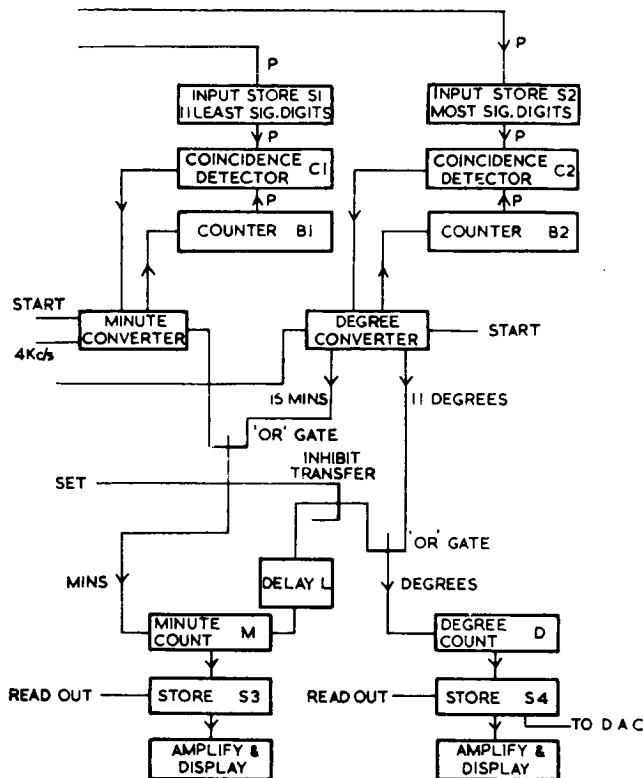 P
P
INPUT STORE S1
11 LEAST SIG. DIGITS
INPUT STORE S2
MOST SIG. DIGITS
P
P
COINCIDENCE
DETECTOR C1
COINCIDENCE
DETECTOR C2
P
P
COUNTER B1
COUNTER B2
START
4Kc/s
MINUTE
CONVERTER
DEGREE
CONVERTER
START
15 MINS
11 DEGREES
'OR' GATE
INHIBIT
TRANSFER
SET
'OR' GATE
MINS
DELAY L
DEGREES
MINUTE
COUNT M
DEGREE
COUNT D
READ OUT
STORE S3
READ OUT
STORE S4
TO D A C
AMPLIFY &
DISPLAY
AMPLIFY &
DISPLAY